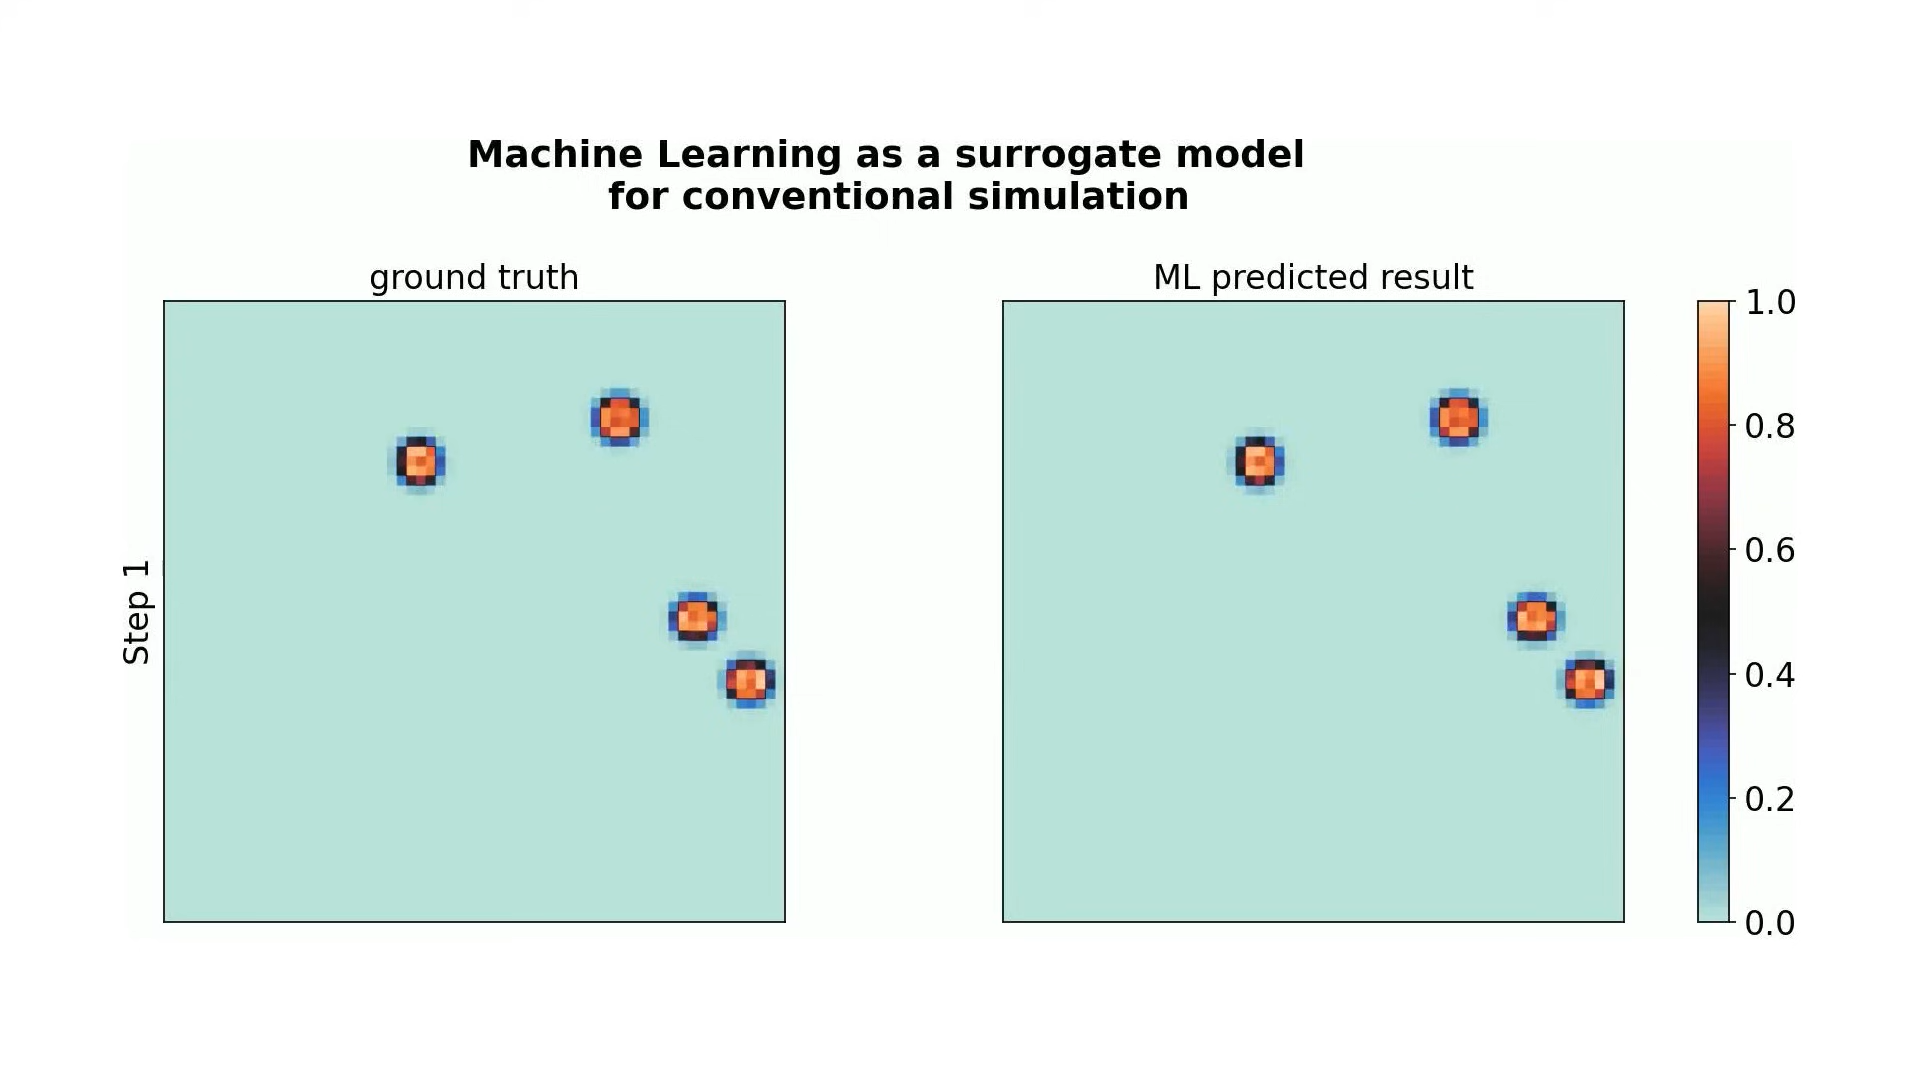 Machine Learning as a surrogate model
for conventional simulation
ground truth
ML predicted result
Step 1
1.0
0.8
0.6
0.4
0.2
0.0